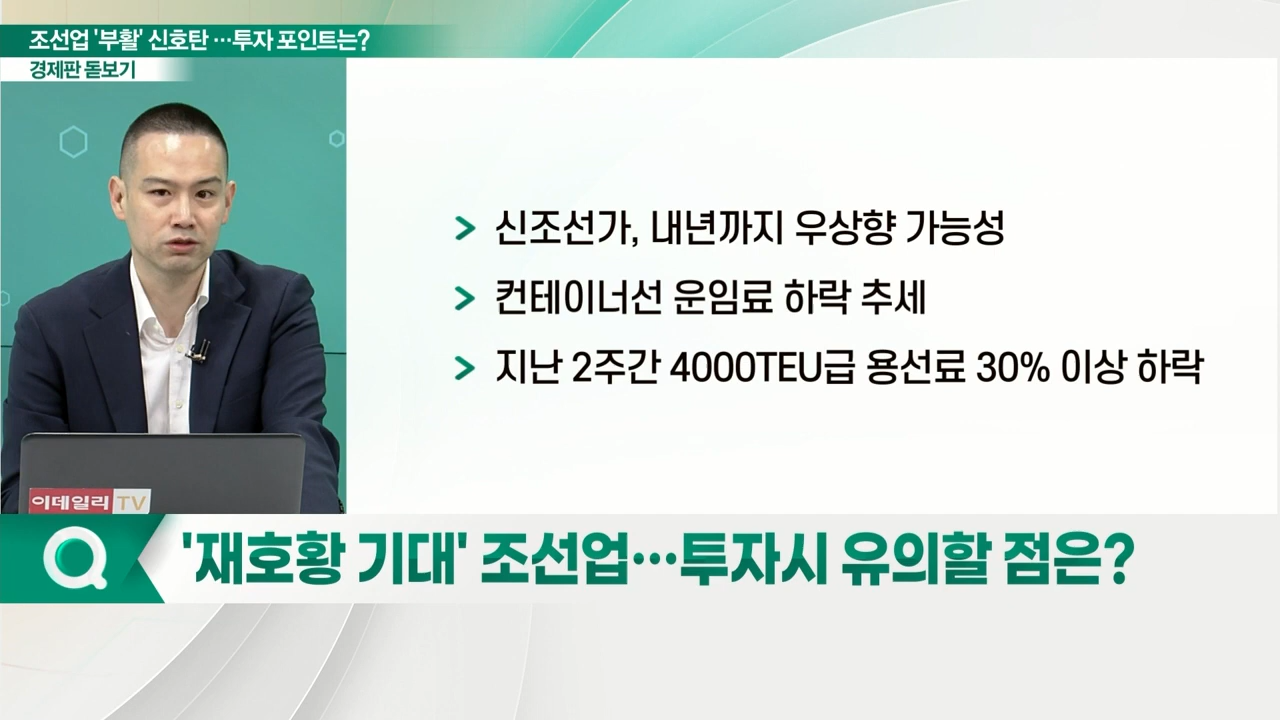 조선업 '부활' 신호탄 …투자 포인트는?
경제판 돋보기
> 신조선가, 내년까지 우상향 가능성
> 컨테이너선 운임료 하락 추세
> 지난 2주간 4000TEU급 용선료 30% 이상 하락
이데일리 TV
'재호황 기대' 조선업…투자시 유의할 점은?